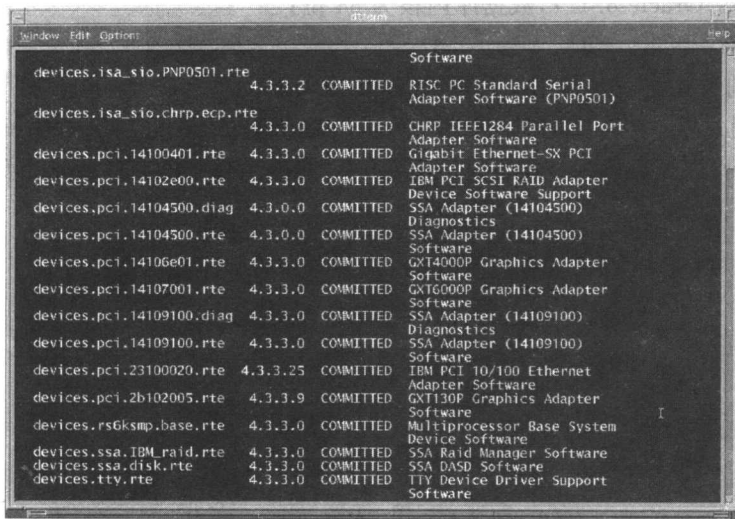 dtterm
Window Edit Options Help
Software
devices.isa_sio.PNP0501.rte
4.3.3.2 COMMITTED RISC PC Standard Serial
Adapter Software (PNP0501)
devices.isa_sio.chrp.ecp.rte
4.3.3.0 COMMITTED CHRP IEEE1284 Parallel Port
Adapter Software
devices.pci.14100401.rte 4.3.3.0 COMMITTED Gigabit Ethernet-SX PCI
Adapter Software
devices.pci.14102e00.rte 4.3.3.0 COMMITTED IBM PCI SCSI RAID Adapter
Device Software Support
devices.pci.14104500.diag 4.3.0.0 COMMITTED SSA Adapter (14104500)
Diagnostics
devices.pci.14104500.rte 4.3.0.0 COMMITTED SSA Adapter (14104500)
Software
devices.pci.14106e01.rte 4.3.3.0 COMMITTED GXT4000P Graphics Adapter
Software
devices.pci.14107001.rte 4.3.3.0 COMMITTED GXT6000P Graphics Adapter
Software
devices.pci.14109100.diag 4.3.3.0 COMMITTED SSA Adapter (14109100)
Diagnostics
devices.pci.14109100.rte 4.3.3.0 COMMITTED SSA Adapter (14109100)
Software
devices.pci.23100020.rte 4.3.3.25 COMMITTED IBM PCI 10/100 Ethernet
Adapter Software
devices.pci.2b102005.rte 4.3.3.9 COMMITTED GXT130P Graphics Adapter
Software
devices.rs6ksmp.base.rte 4.3.3.0 COMMITTED Multiprocessor Base System
Device Software
devices.ssa.IBM_raid.rte 4.3.3.0 COMMITTED SSA Raid Manager Software
devices.ssa.disk.rte 4.3.3.0 COMMITTED SSA DASD Software
devices.tty.rte 4.3.3.0 COMMITTED TTY Device Driver Support
Software